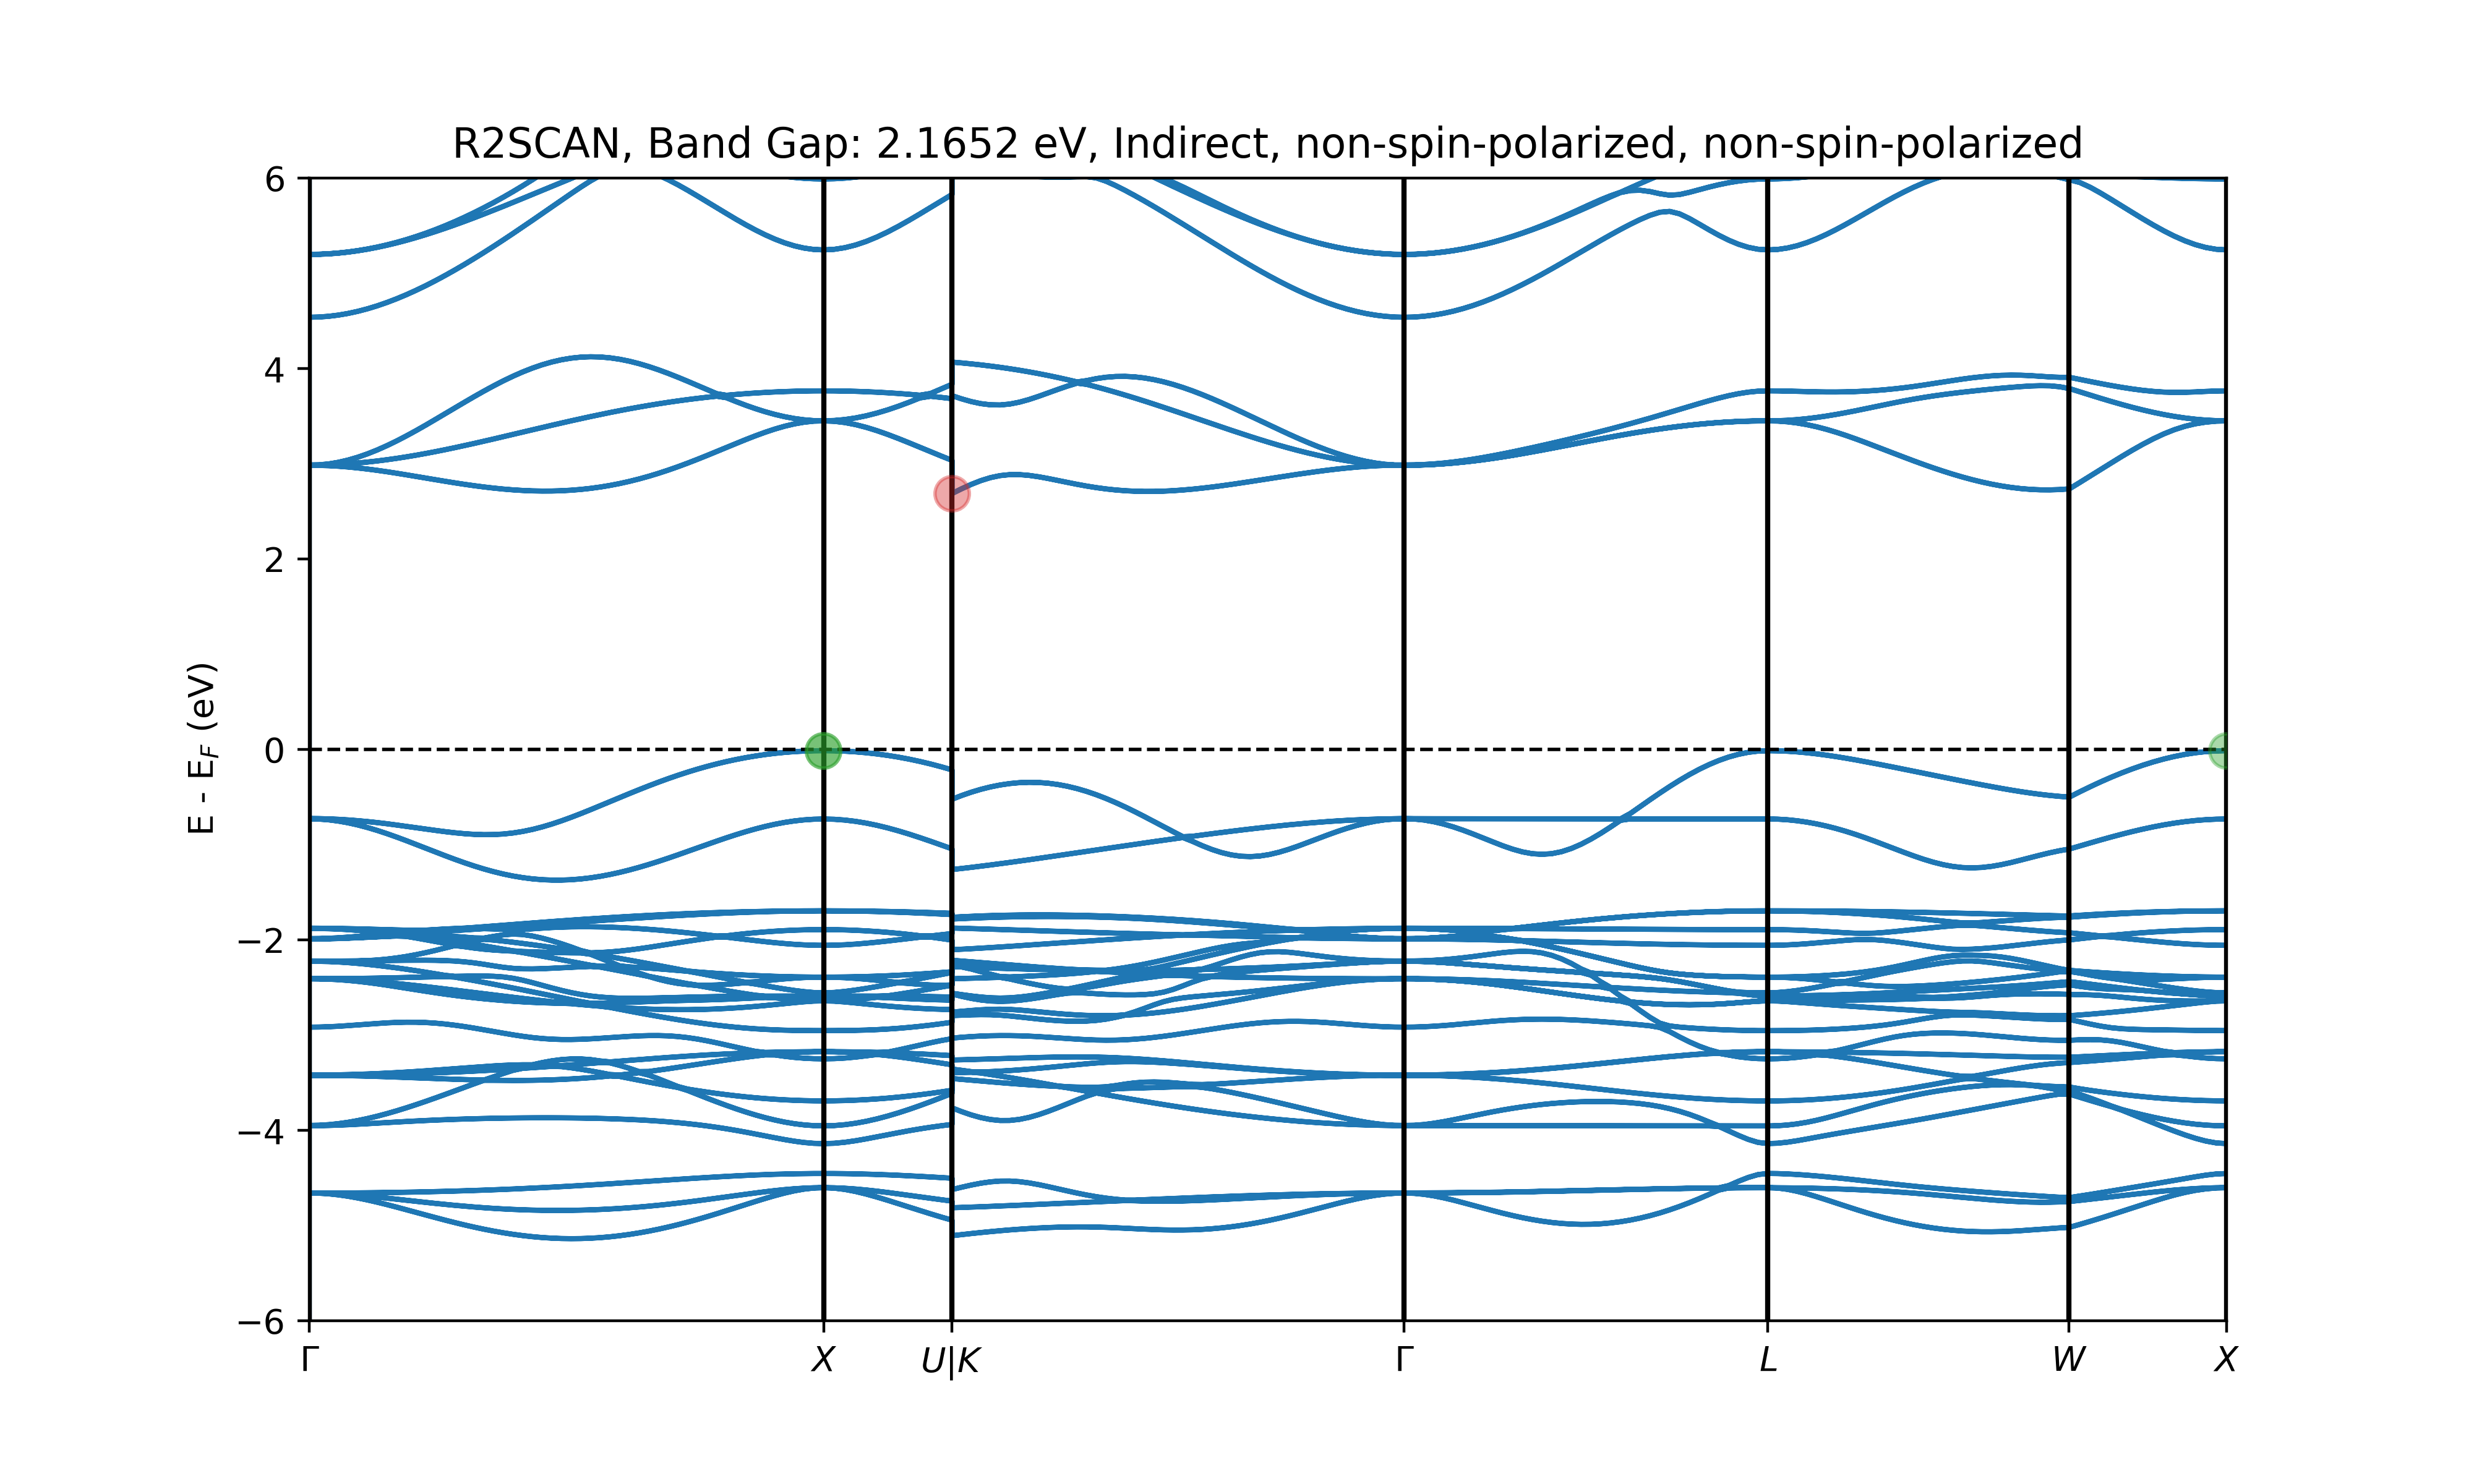 R2SCAN, Band Gap: 2.1652 eV, Indirect, non-spin-polarized, non-spin-polarized
6
4
2
0
−2
−4
−6
E - E_F (eV)
Γ X U|K Γ L W X